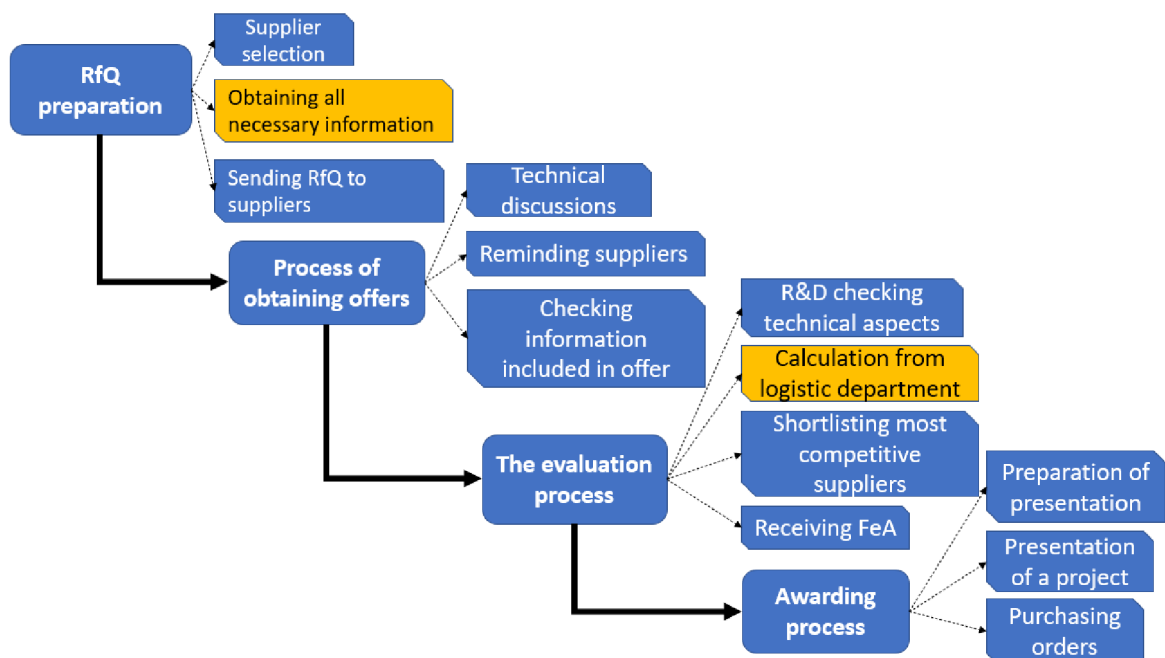 RfQ
preparation
Supplier
selection
Obtaining all
necessary information
Sending RfQ to
suppliers
Process of
obtaining offers
Technical
discussions
Reminding suppliers
Checking
information
included in offer
The evaluation
process
R&D checking
technical aspects
Calculation from
logistic department
Shortlisting most
competitive
suppliers
Receiving FeA
Awarding
process
Preparation of
presentation
Presentation
of a project
Purchasing
orders